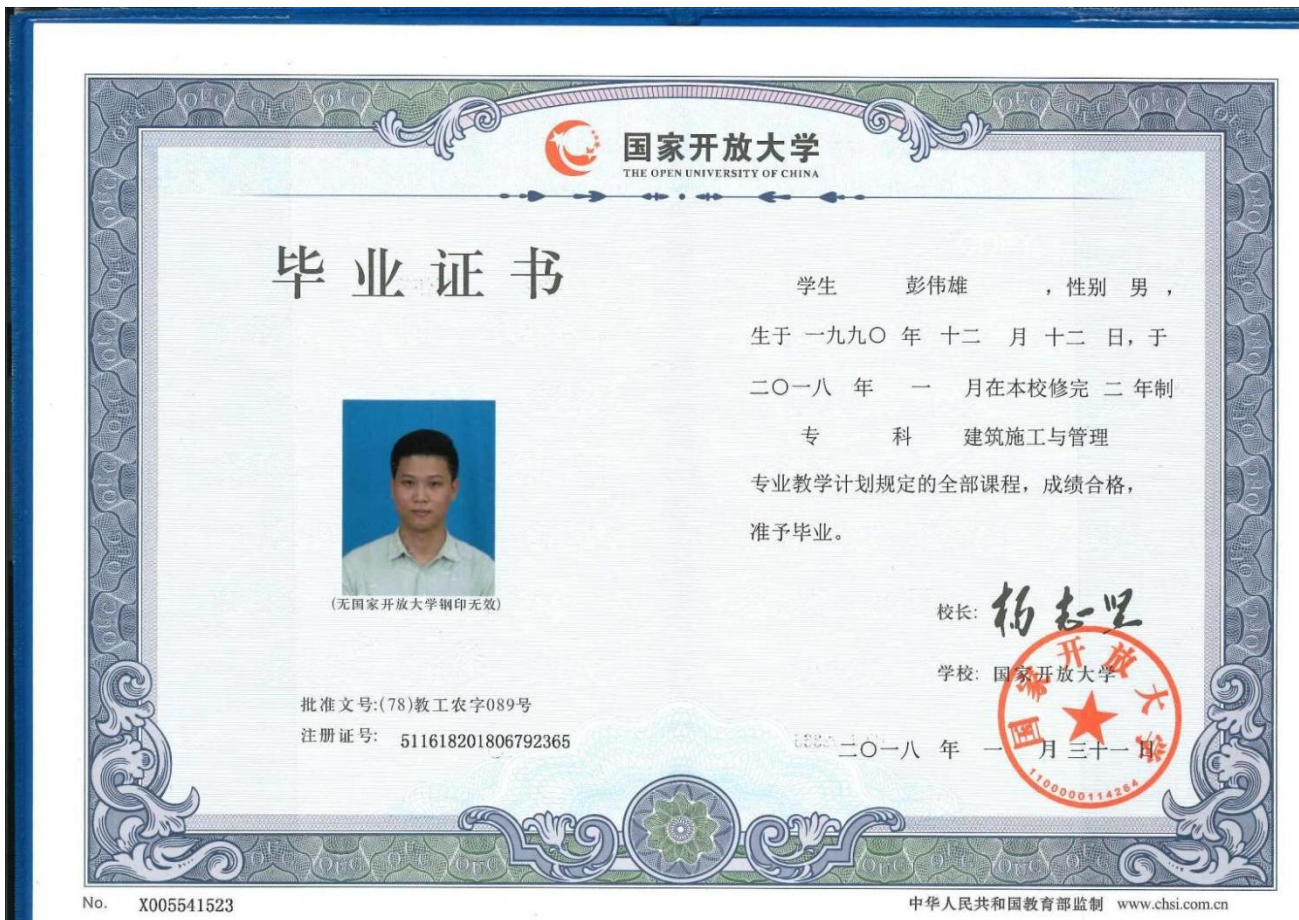 国家开放大学
THE OPEN UNIVERSITY OF CHINA
毕业证书
学生 彭伟雄 ，性别 男 ，
生于 一九九〇 年 十二 月 十二 日，于
二〇一八 年 一 月在本校修完 二 年制
专 科 建筑施工与管理
专业教学计划规定的全部课程，成绩合格，
准予毕业。
(无国家开放大学钢印无效)
校长:
学校: 国家开放大学
国家开放大学
1100000114264
批准文号:(78)教工农字089号
注册证号: 511618201806792365
二〇一八 年 一 月 三十一 日
No. X005541523
中华人民共和国教育部监制 www.chsi.com.cn